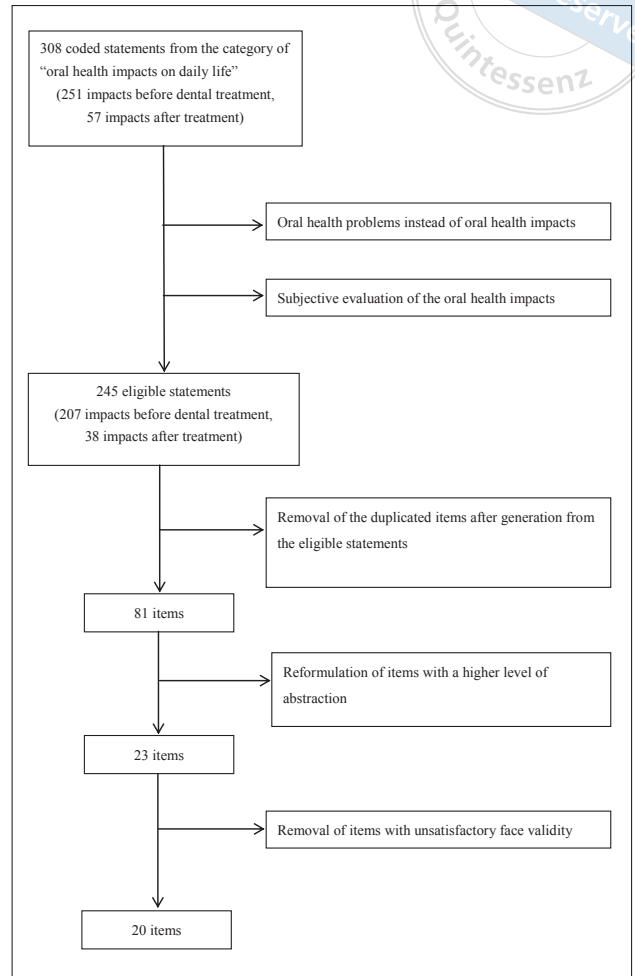 reserve
Quintessenz
308 coded statements from the category of
“oral health impacts on daily life”
(251 impacts before dental treatment,
57 impacts after treatment)
Oral health problems instead of oral health impacts
Subjective evaluation of the oral health impacts
245 eligible statements
(207 impacts before dental treatment,
38 impacts after treatment)
Removal of the duplicated items after generation from
the eligible statements
81 items
Reformulation of items with a higher level of
abstraction
23 items
Removal of items with unsatisfactory face validity
20 items